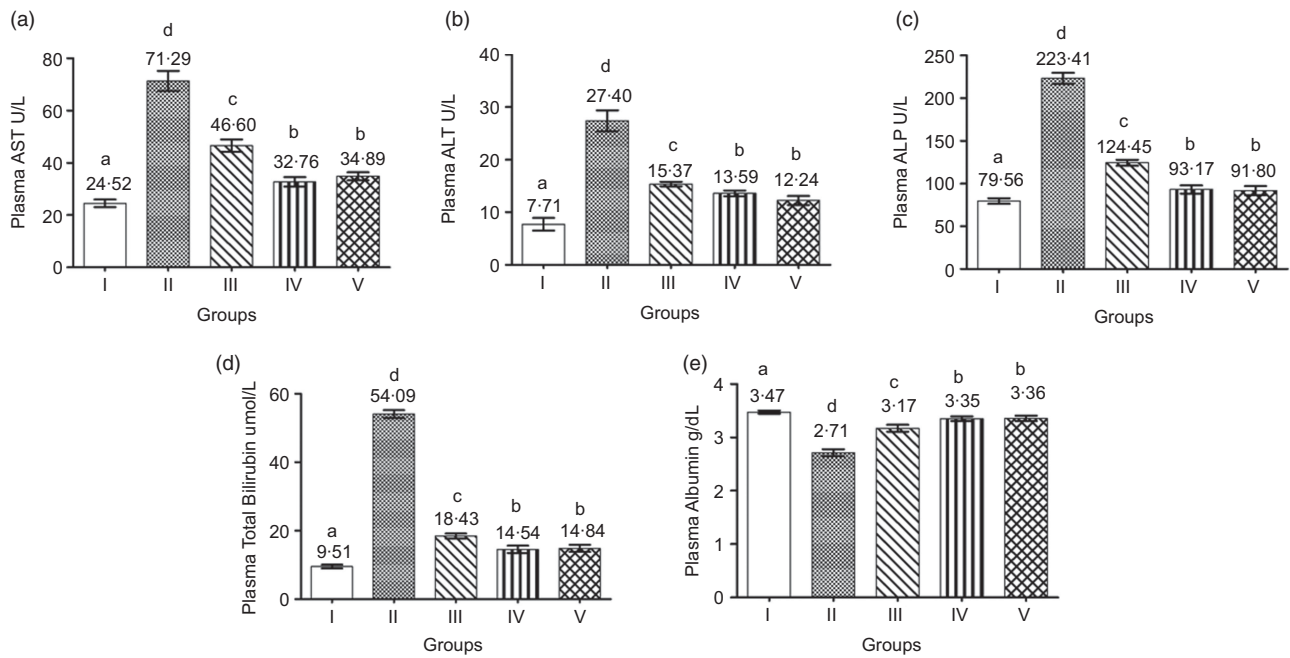 (a)
Plasma AST U/L
80
60
40
20
0
a
24·52
d
71·29
c
46·60
b
32·76
b
34·89
I II III IV V
Groups
(b)
Plasma ALT U/L
40
30
20
10
0
a
7·71
d
27·40
c
15·37
b
13·59
b
12·24
I II III IV V
Groups
(c)
Plasma ALP U/L
250
200
150
100
50
0
a
79·56
d
223·41
c
124·45
b
93·17
b
91·80
I II III IV V
Groups
(d)
Plasma Total Bilirubin umol/L
60
40
20
0
a
9·51
d
54·09
c
18·43
b
14·54
b
14·84
I II III IV V
Groups
(e)
Plasma Albumin g/dL
4
3
2
1
0
a
3·47
d
2·71
c
3·17
b
3·35
b
3·36
I II III IV V
Groups